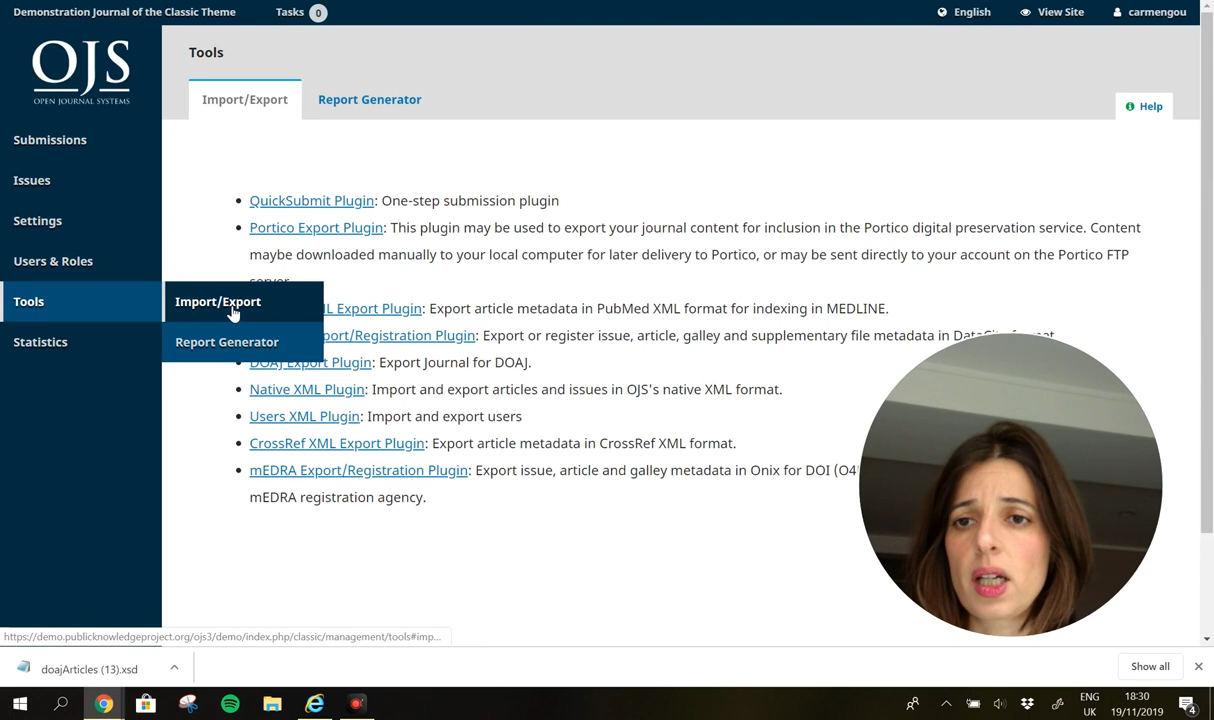 Demonstration Journal of the Classic Theme Tasks 0 English View Site carmengou
OJS
OPEN JOURNAL SYSTEMS
Tools
Import/Export Report Generator
Help
Submissions
Issues
Settings
Users & Roles
Tools
Statistics
Import/Export
Report Generator
QuickSubmit Plugin: One-step submission plugin
Portico Export Plugin: This plugin may be used to export your journal content for inclusion in the Portico digital preservation service. Content
maybe downloaded manually to your local computer for later delivery to Portico, or may be sent directly to your account on the Portico FTP
server.
Export Plugin: Export article metadata in PubMed XML format for indexing in MEDLINE.
port/Registration Plugin: Export or register issue, article, galley and supplementary file metadata in DataCite format.
DOAJ Export Plugin: Export Journal for DOAJ.
Native XML Plugin: Import and export articles and issues in OJS's native XML format.
Users XML Plugin: Import and export users
CrossRef XML Export Plugin: Export article metadata in CrossRef XML format.
mEDRA Export/Registration Plugin: Export issue, article and galley metadata in Onix for DOI (O4
mEDRA registration agency.
https://demo.publicknowledgeproject.org/ojs3/demo/index.php/classic/management/tools#imp...
doajArticles (13).xsd
Show all
ENG
UK
18:30
19/11/2019
4